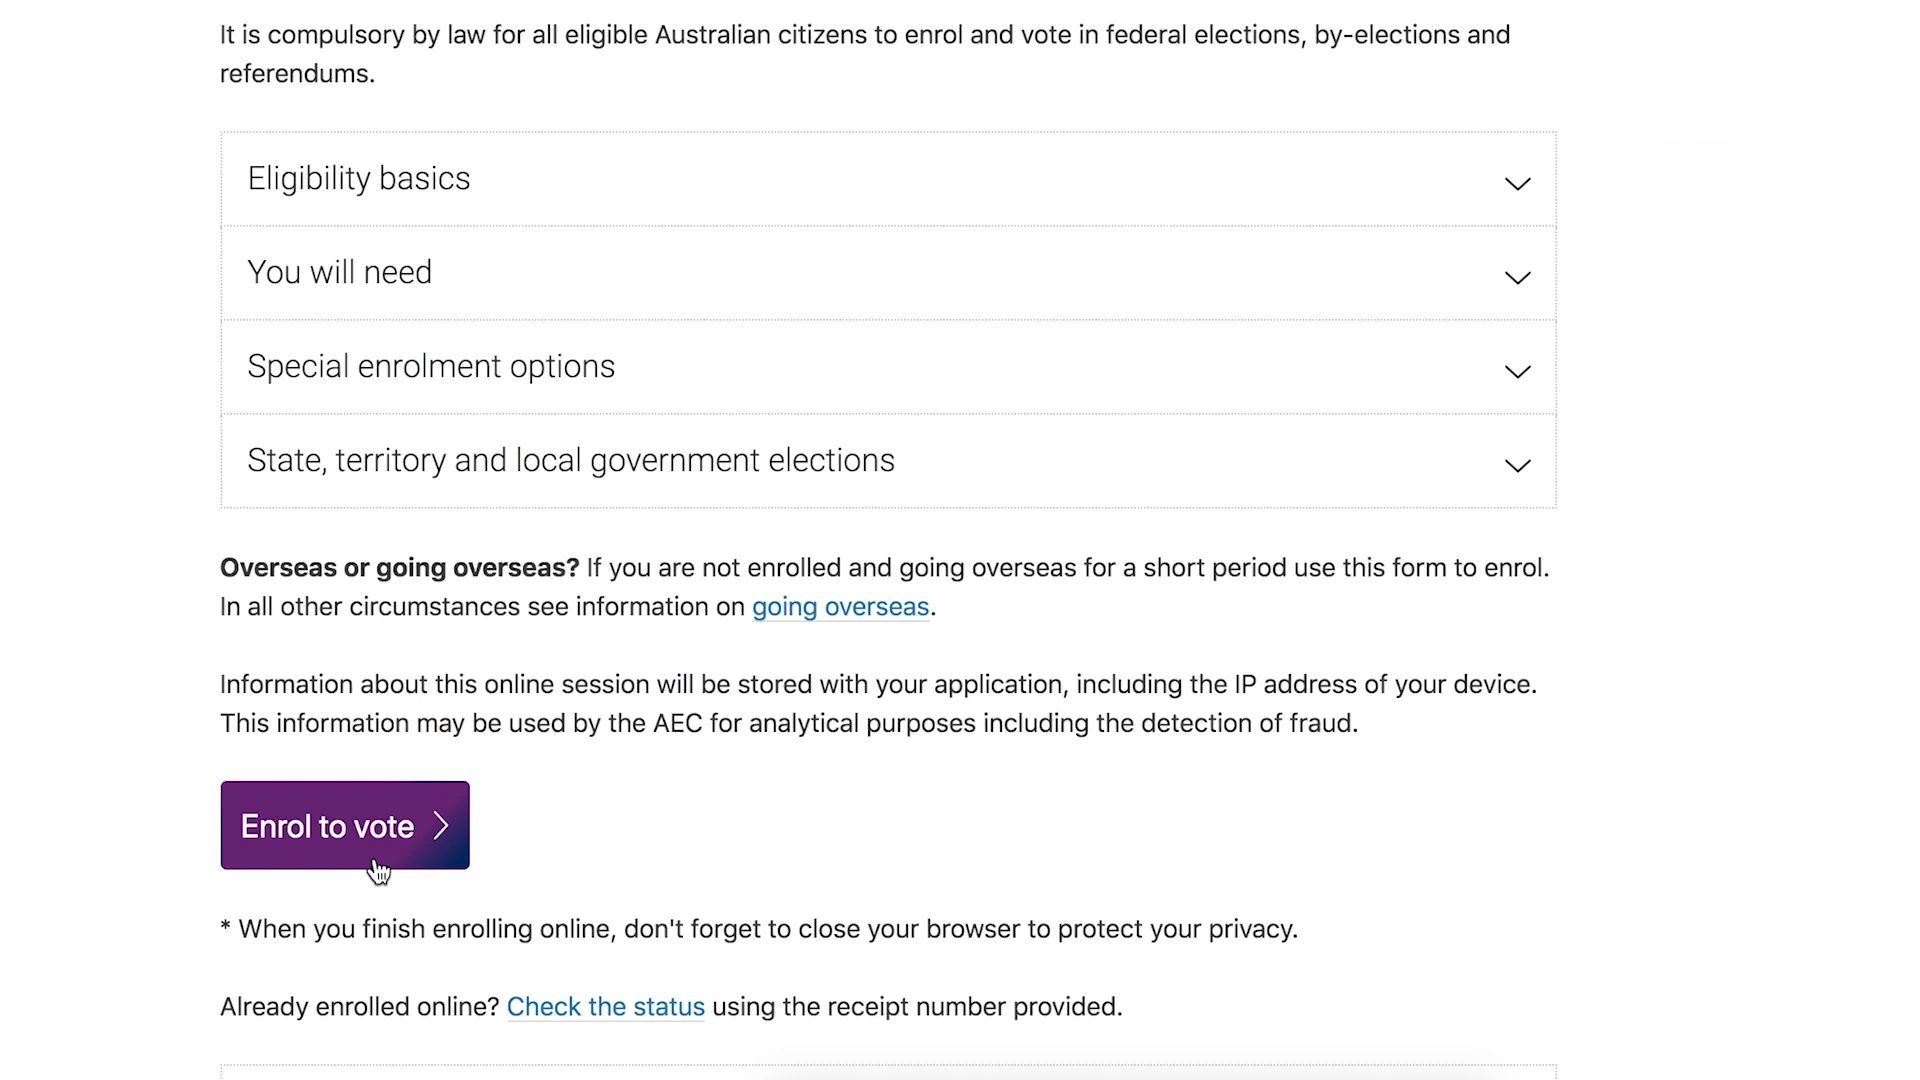 It is compulsory by law for all eligible Australian citizens to enrol and vote in federal elections, by-elections and
referendums.
Eligibility basics
You will need
Special enrolment options
State, territory and local government elections
Overseas or going overseas? If you are not enrolled and going overseas for a short period use this form to enrol.
In all other circumstances see information on going overseas.
Information about this online session will be stored with your application, including the IP address of your device.
This information may be used by the AEC for analytical purposes including the detection of fraud.
Enrol to vote
* When you finish enrolling online, don't forget to close your browser to protect your privacy.
Already enrolled online? Check the status using the receipt number provided.